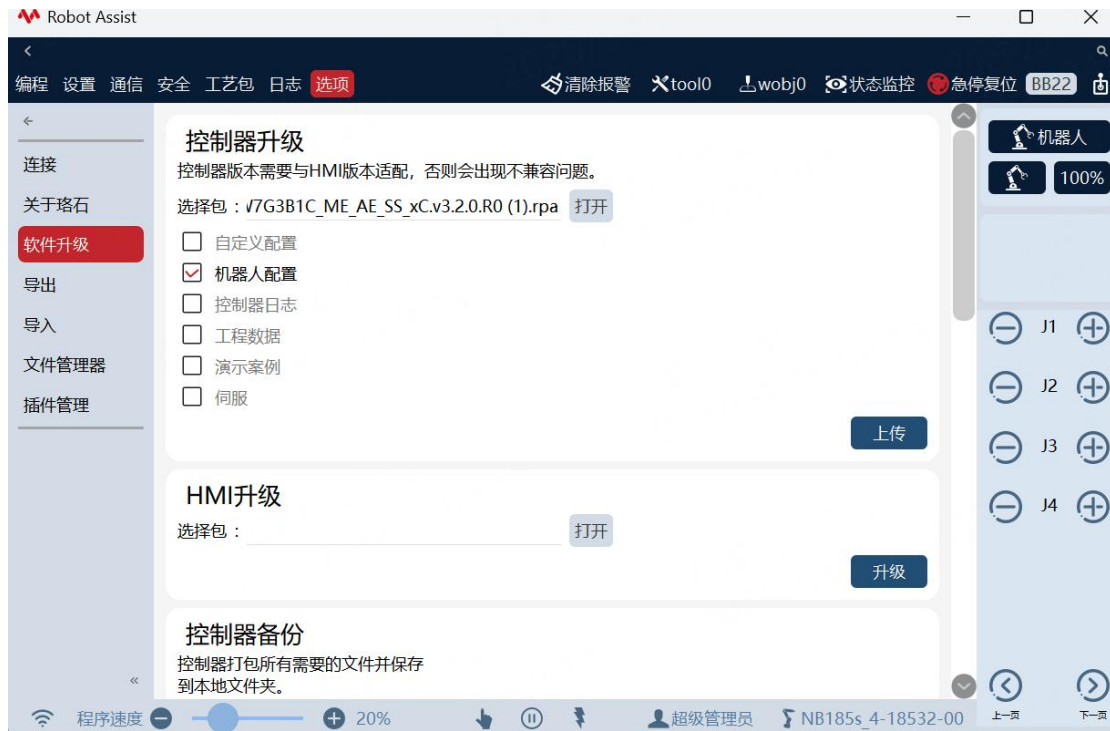 Robot Assist
编程 设置 通信 安全 工艺包 日志 选项 清除报警 tool0 wobj0 状态监控 急停复位 BB22
控制器升级
控制器版本需要与HMI版本适配，否则会出现不兼容问题。
选择包： V7G3B1C_ME_AE_SS_xC.v3.2.0.R0 (1).rpa 打开
自定义配置
机器人配置
控制器日志
工程数据
演示案例
伺服
上传
HMI升级
选择包： 打开
升级
控制器备份
控制器打包所有需要的文件并保存
到本地文件夹。
连接
关于珞石
软件升级
导出
导入
文件管理器
插件管理
机器人
100%
J1
J2
J3
J4
上一页 下一页
程序速度 20% 超级管理员 NB185s_4-18532-00